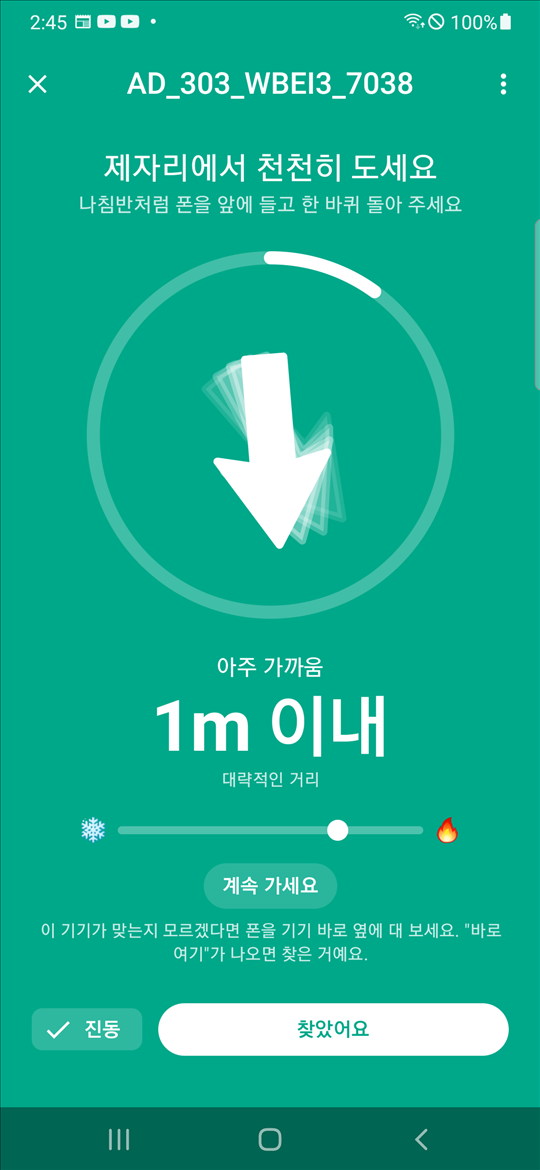 2:45
100%
AD_303_WBEI3_7038
제자리에서 천천히 도세요
나침반처럼 폰을 앞에 들고 한 바퀴 돌아 주세요
아주 가까움
1m 이내
대략적인 거리
계속 가세요
이 기기가 맞는지 모르겠다면 폰을 기기 바로 옆에 대 보세요. "바로
여기"가 나오면 찾은 거예요.
진동
찾았어요